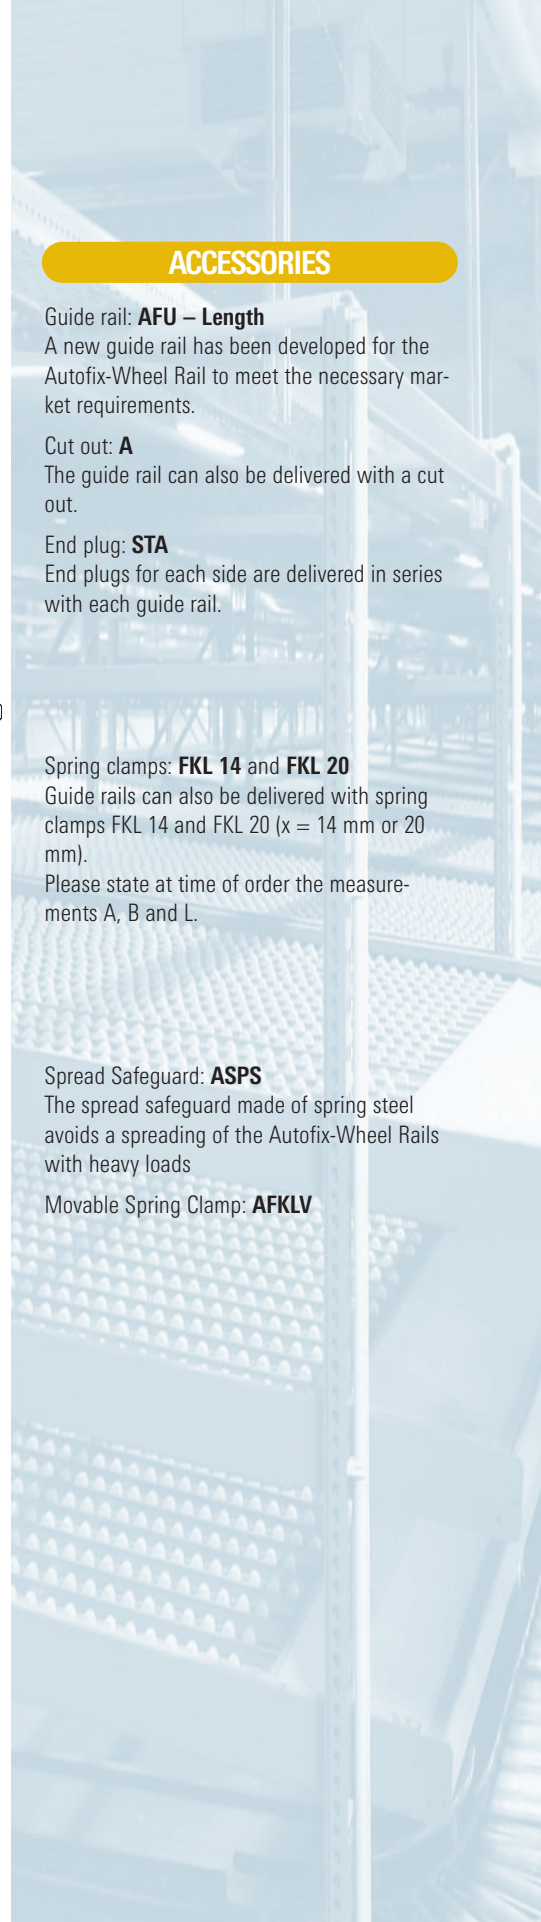 ACCESSORIES
Guide rail: AFU – Length
A new guide rail has been developed for the
Autofix-Wheel Rail to meet the necessary mar-
ket requirements.
Cut out: A
The guide rail can also be delivered with a cut
out.
End plug: STA
End plugs for each side are delivered in series
with each guide rail.
Spring clamps: FKL 14 and FKL 20
Guide rails can also be delivered with spring
clamps FKL 14 and FKL 20 (x = 14 mm or 20
mm).
Please state at time of order the measure-
ments A, B and L.
Spread Safeguard: ASPS
The spread safeguard made of spring steel
avoids a spreading of the Autofix-Wheel Rails
with heavy loads
Movable Spring Clamp: AFKLV